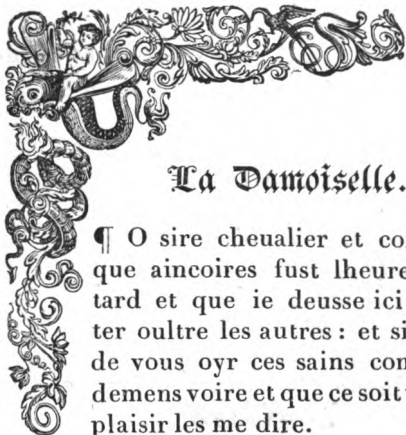 La Damoiselle.
¶ O sire cheualier et co
que aincoires fust lheure
tard et que ie deusse ici
ter oultre les autres : et si
de vous oyr ces sains con
demens voire et que ce soit
plaisir les me dire.